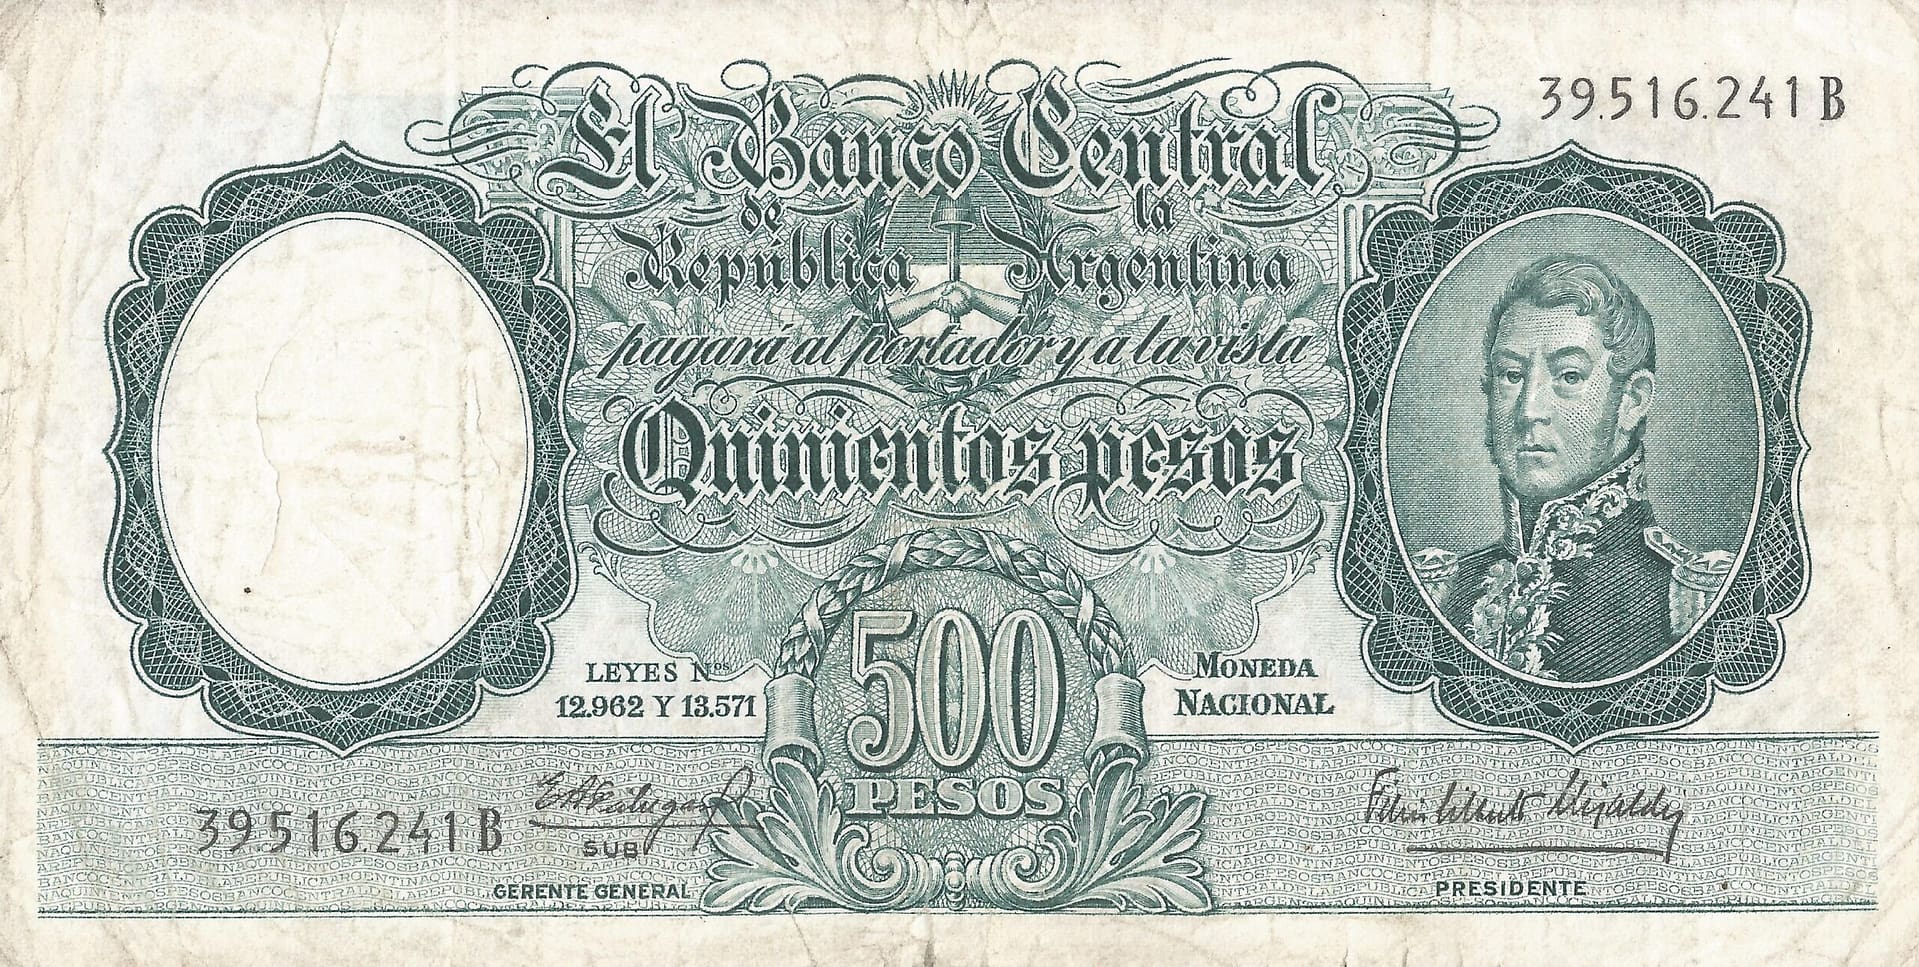 39.516.241 B
El Banco Central
de la
República Argentina
pagará al portador y a la vista
Quinientos pesos
LEYES Nos
12.962 Y 13.571
MONEDA
NACIONAL
500
PESOS
39.516.241 B
SUB
GERENTE GENERAL
PRESIDENTE